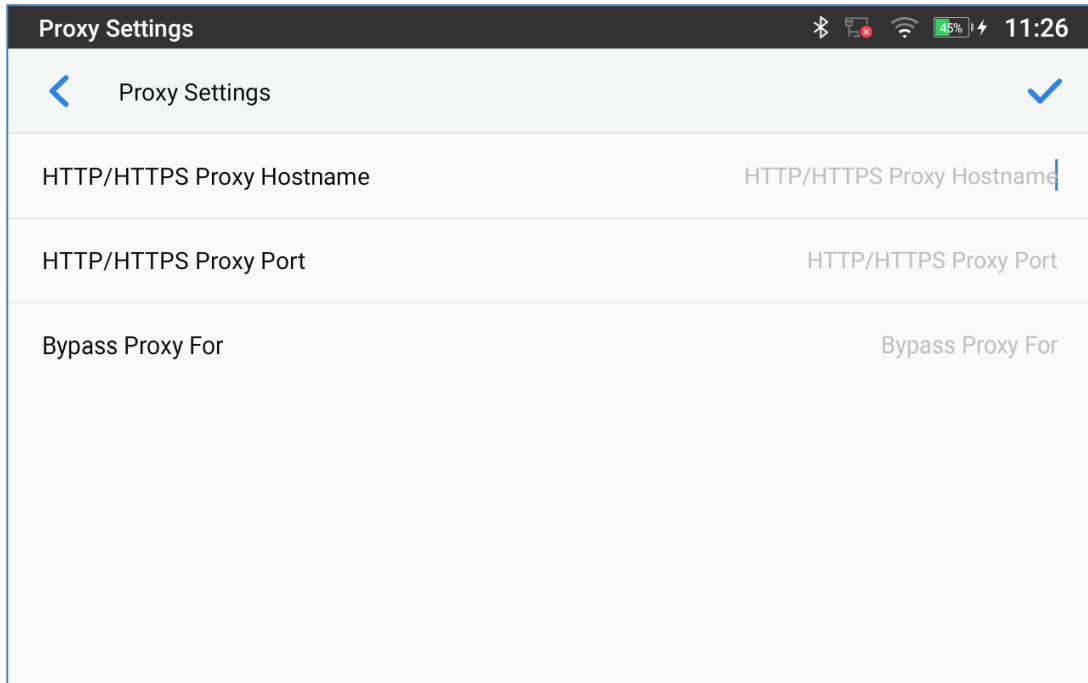 Proxy Settings 45% 11:26
Proxy Settings
HTTP/HTTPS Proxy Hostname HTTP/HTTPS Proxy Hostname
HTTP/HTTPS Proxy Port HTTP/HTTPS Proxy Port
Bypass Proxy For Bypass Proxy For